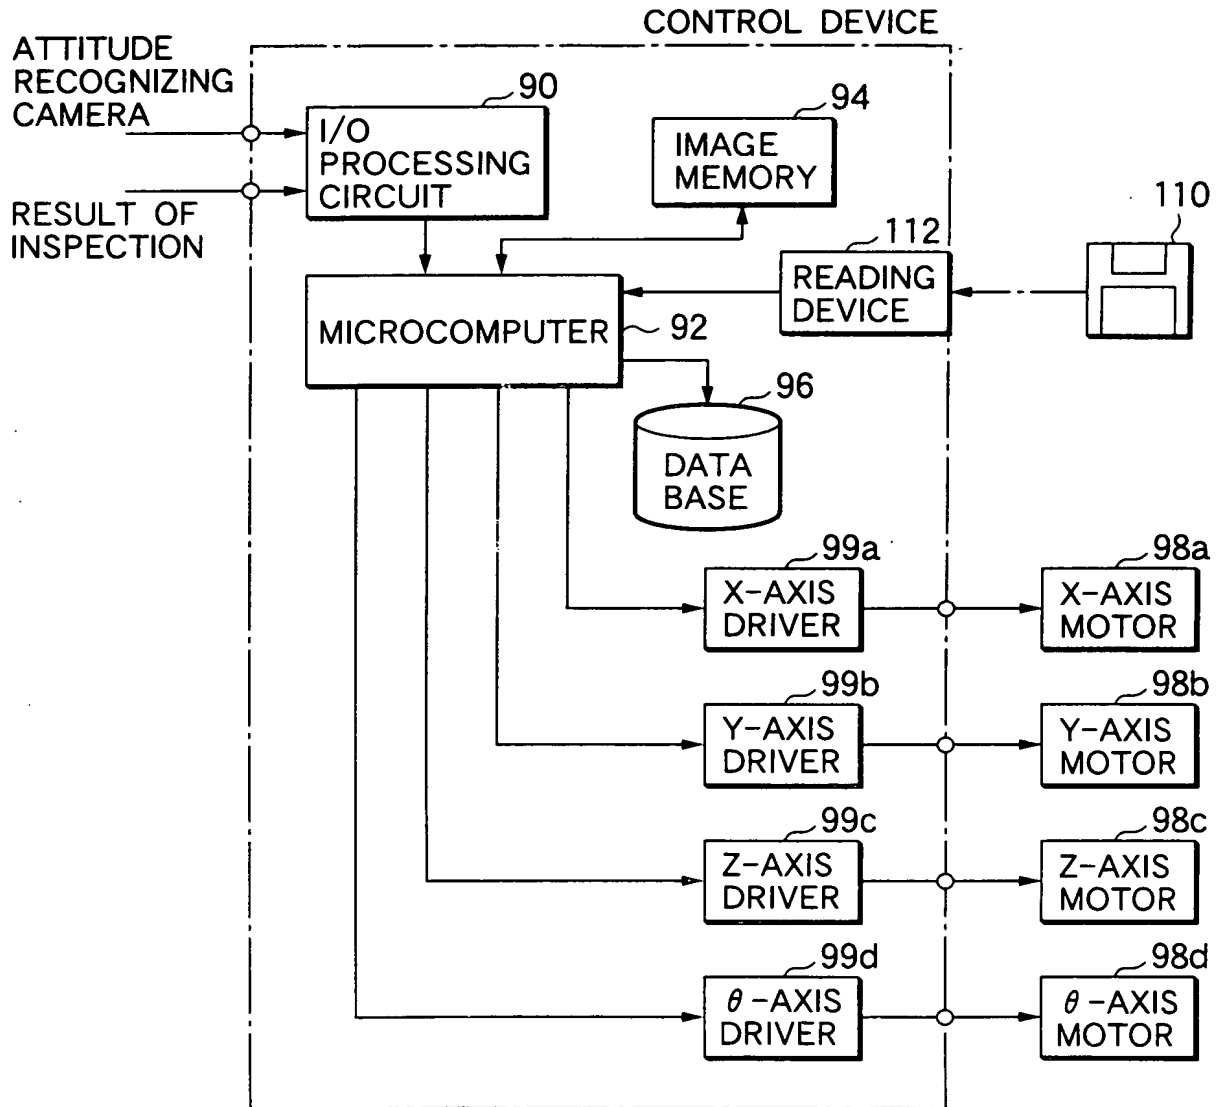 CONTROL DEVICE
ATTITUDE
RECOGNIZING
CAMERA
90
I/O
PROCESSING
CIRCUIT
94
IMAGE
MEMORY
RESULT OF
INSPECTION
110
112
READING
DEVICE
MICROCOMPUTER
92
96
DATA
BASE
99a
X-AXIS
DRIVER
98a
X-AXIS
MOTOR
99b
Y-AXIS
DRIVER
98b
Y-AXIS
MOTOR
99c
Z-AXIS
DRIVER
98c
Z-AXIS
MOTOR
99d
θ-AXIS
DRIVER
98d
θ-AXIS
MOTOR